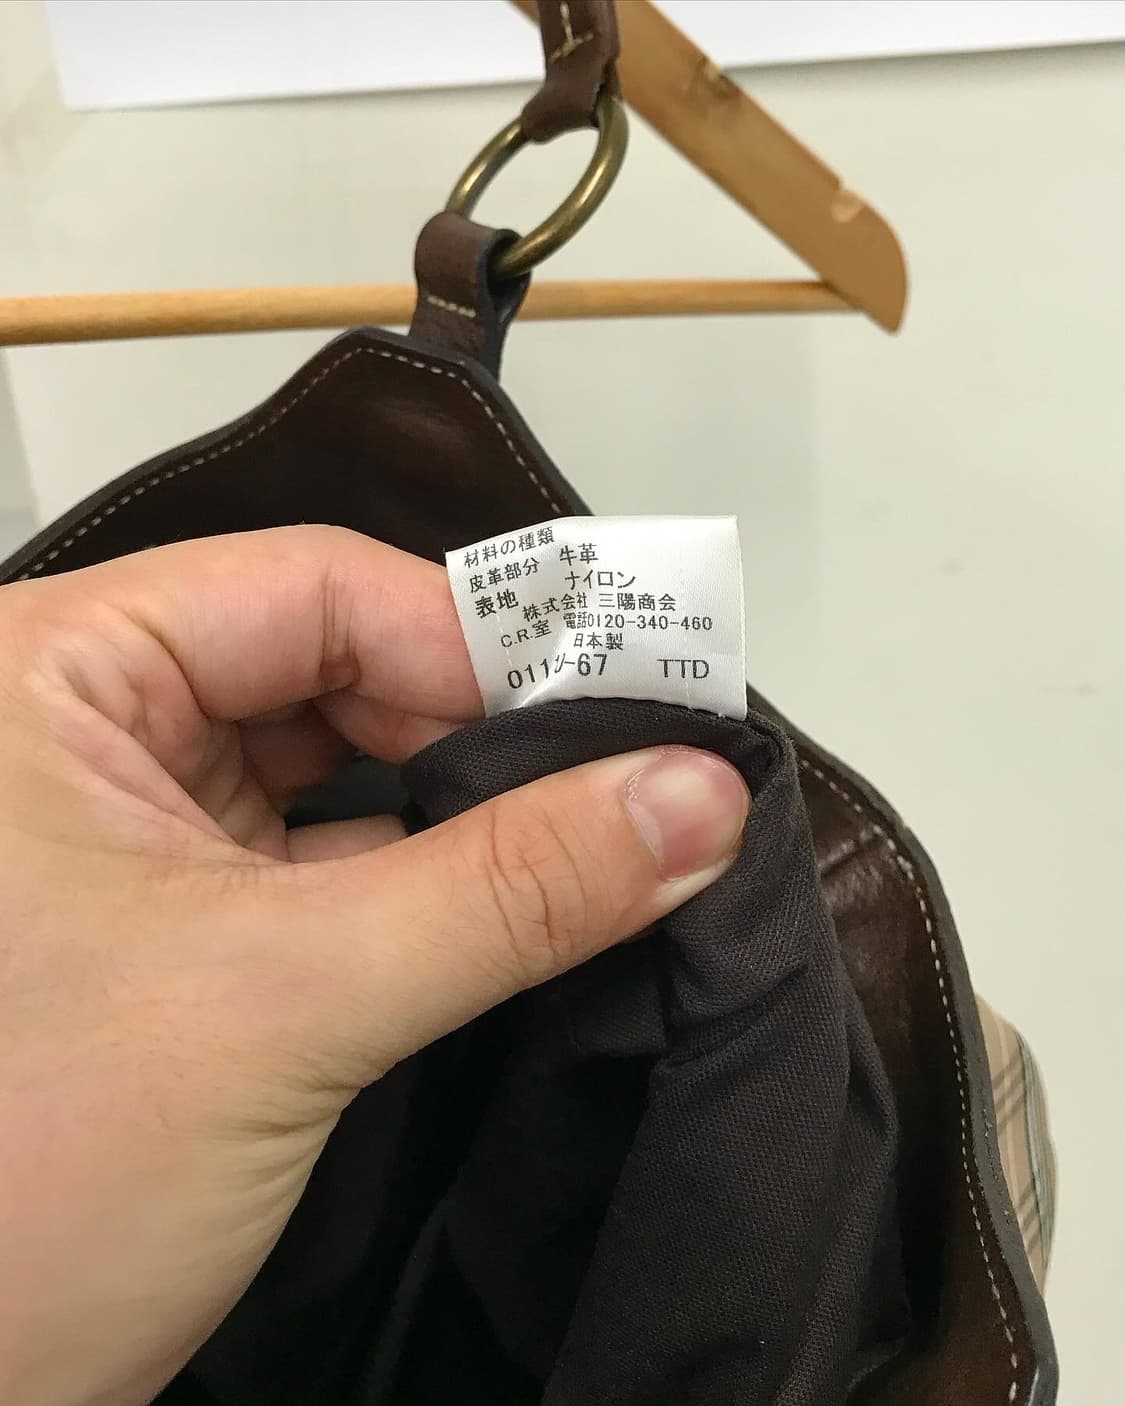 材料の種類
皮革部分 牛革
表地 ナイロン
株式会社 三陽商会
C.R.室 電話0120-340-460
日本製
TTD